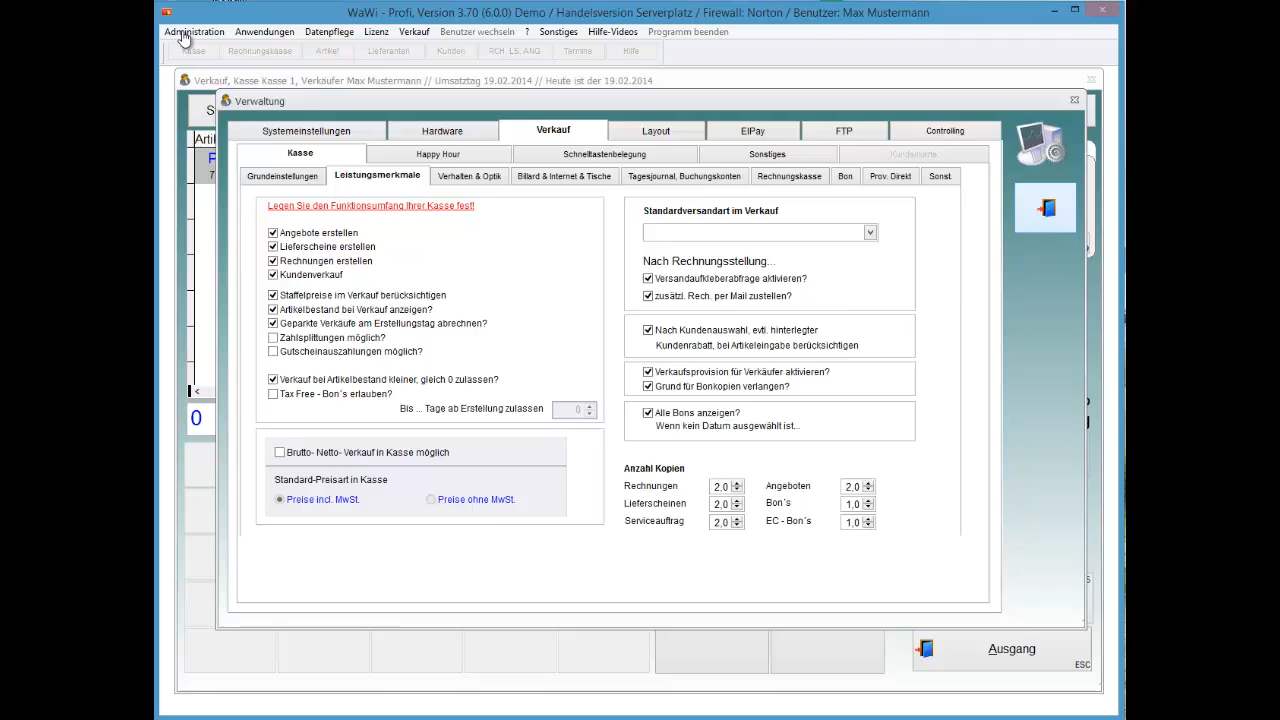 WaWi - Profi, Version 3.70 (6.0.0) Demo / Handelsversion Serverplatz / Firewall: Norton / Benutzer: Max Mustermann
Administration Anwendungen Datenpflege Lizenz Verkauf Benutzer wechseln ? Sonstiges Hilfe-Videos Programm beenden
Kasse Rechnungskasse Artikel Lieferanten Kunden RCH, LS, ANG Termine Hilfe
Verkauf, Kasse Kasse 1, Verkäufer Max Mustermann // Umsatztag 19.02.2014 // Heute ist der 19.02.2014
Verwaltung
Systemeinstellungen Hardware Verkauf Layout ElPay FTP Controlling
Kasse Happy Hour Schnelltastenbelegung Sonstiges Kundenkarte
Grundeinstellungen Leistungsmerkmale Verhalten & Optik Billard & Internet & Tische Tagesjournal, Buchungskonten Rechnungskasse Bon Prov. Direkt Sonst.
Legen Sie den Funktionsumfang Ihrer Kasse fest!
Angebote erstellen
Lieferscheine erstellen
Rechnungen erstellen
Kundenverkauf
Staffelpreise im Verkauf berücksichtigen
Artikelbestand bei Verkauf anzeigen?
Geparkte Verkäufe am Erstellungstag abrechnen?
Zahlsplittungen möglich?
Gutscheinauszahlungen möglich?
Verkauf bei Artikelbestand kleiner, gleich 0 zulassen?
Tax Free - Bon´s erlauben?
Bis ... Tage ab Erstellung zulassen 0
Brutto- Netto- Verkauf in Kasse möglich
Standard-Preisart in Kasse
Preise incl. MwSt. Preise ohne MwSt.
Standardversandart im Verkauf
Nach Rechnungsstellung...
Versandaufkleberabfrage aktivieren?
zusätzl. Rech. per Mail zustellen?
Nach Kundenauswahl, evtl. hinterlegter
Kundenrabatt, bei Artikeleingabe berücksichtigen
Verkaufsprovision für Verkäufer aktivieren?
Grund für Bonkopien verlangen?
Alle Bons anzeigen?
Wenn kein Datum ausgewählt ist...
Anzahl Kopien
Rechnungen 2,0 Angeboten 2,0
Lieferscheinen 2,0 Bon´s 1,0
Serviceauftrag 2,0 EC - Bon´s 1,0
S
Arti
P
7
<
0
Ausgang
ESC